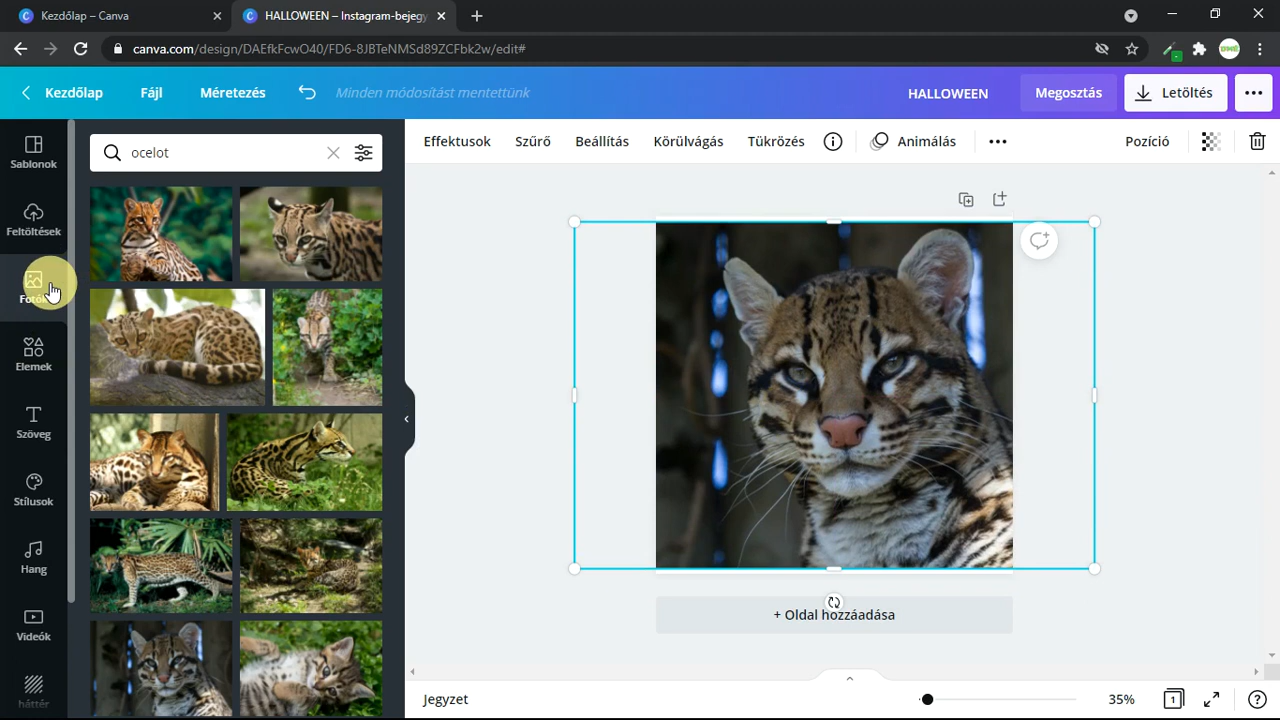 Kezdőlap – Canva
HALLOWEEN – Instagram-bejegy
canva.com/design/DAEfkFcwO40/FD6-8JBTeNMSd89ZCFbk2w/edit#
Kezdőlap
Fájl
Méretezés
Minden módosítást mentettünk
HALLOWEEN
Megosztás
Letöltés
Sablonok
Feltöltések
Elemek
Szöveg
Stílusok
Hang
Videók
háttér
ocelot
Effektusok
Szűrő
Beállítás
Körülvágás
Tükrözés
Animálás
Pozíció
+ Oldal hozzáadása
Jegyzet
35%
1